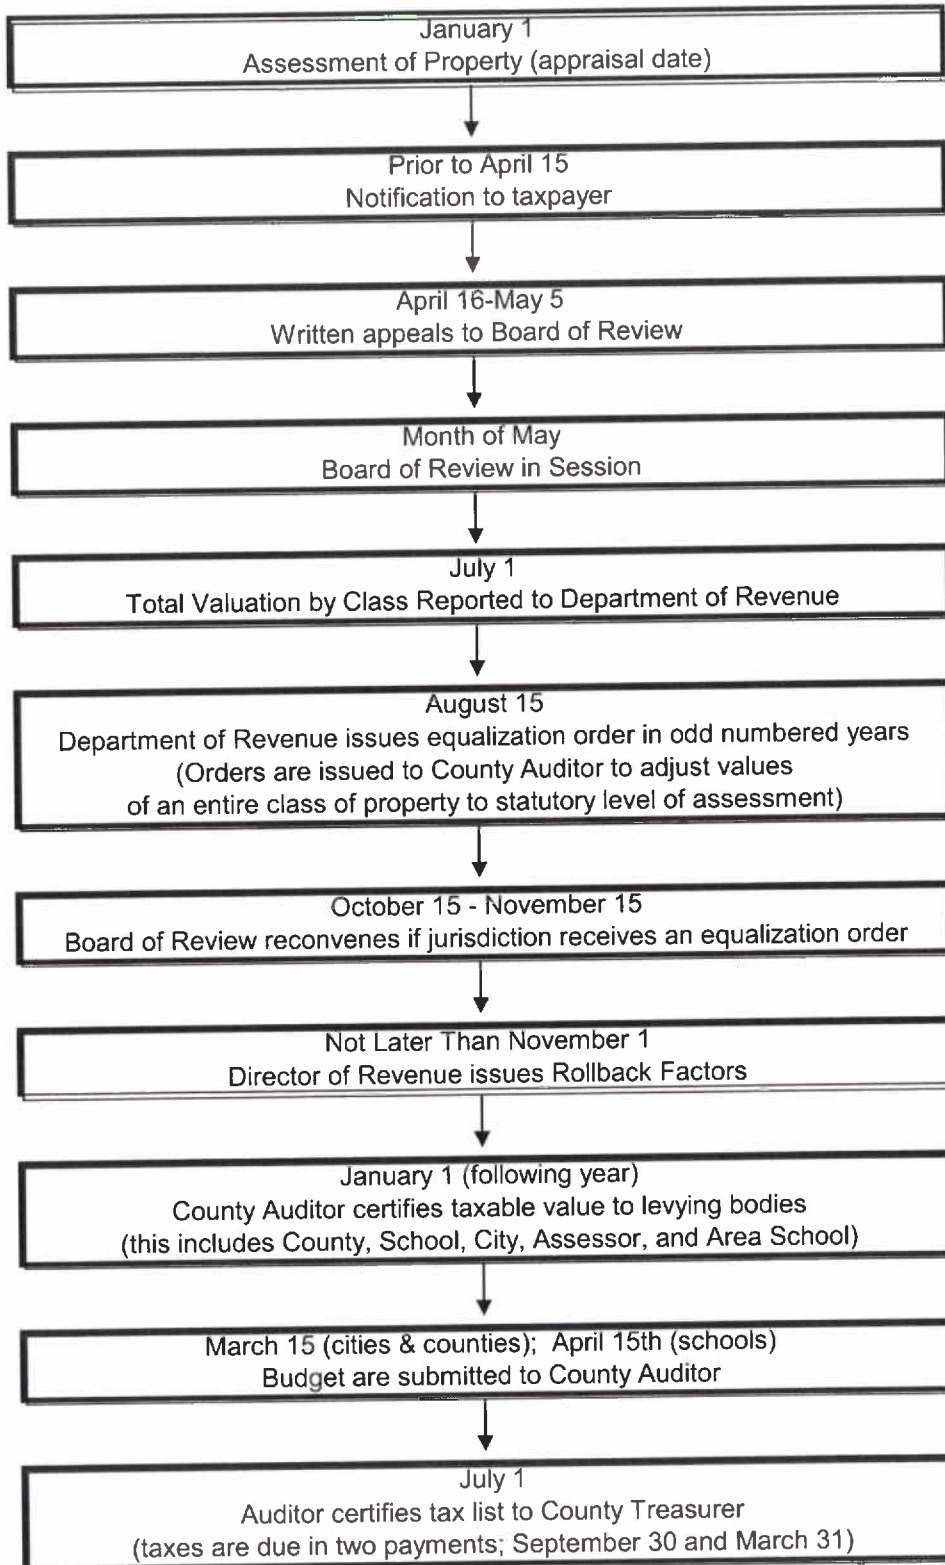 January 1
Assessment of Property (appraisal date)
Prior to April 15
Notification to taxpayer
April 16-May 5
Written appeals to Board of Review
Month of May
Board of Review in Session
July 1
Total Valuation by Class Reported to Department of Revenue
August 15
Department of Revenue issues equalization order in odd numbered years
(Orders are issued to County Auditor to adjust values
of an entire class of property to statutory level of assessment)
October 15 - November 15
Board of Review reconvenes if jurisdiction receives an equalization order
Not Later Than November 1
Director of Revenue issues Rollback Factors
January 1 (following year)
County Auditor certifies taxable value to levying bodies
(this includes County, School, City, Assessor, and Area School)
March 15 (cities & counties); April 15th (schools)
Budget are submitted to County Auditor
July 1
Auditor certifies tax list to County Treasurer
(taxes are due in two payments; September 30 and March 31)